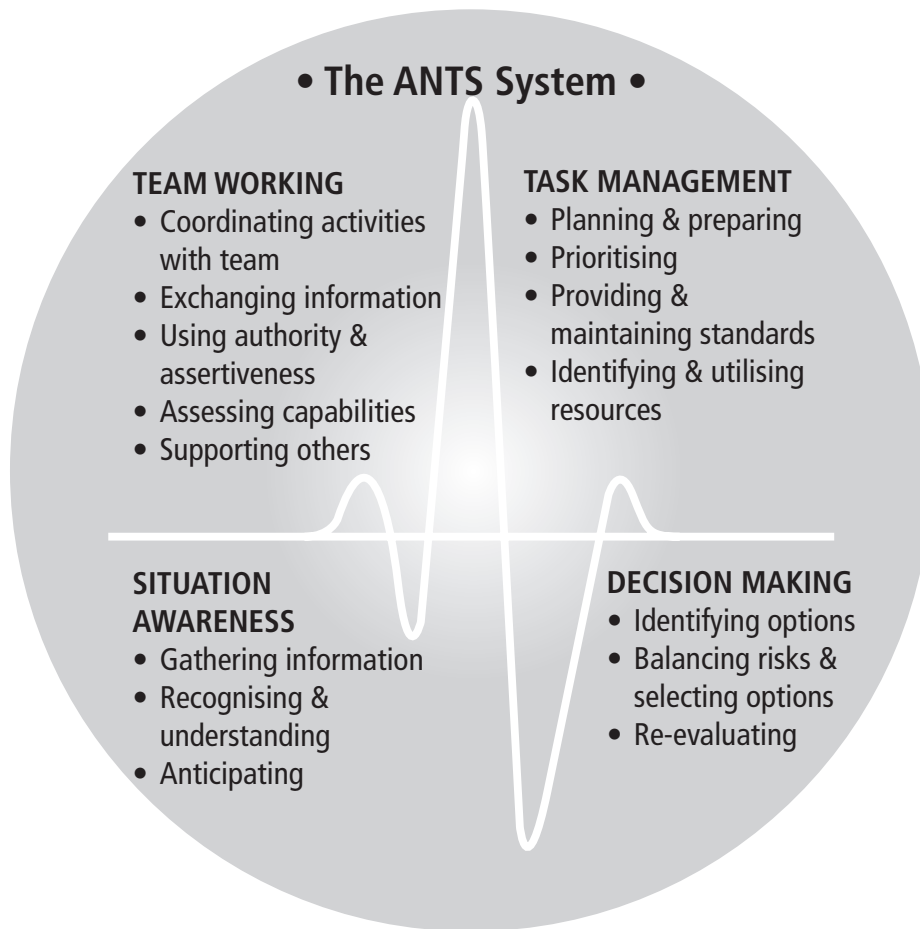 • The ANTS System •
TEAM WORKING
• Coordinating activities
with team
• Exchanging information
• Using authority &
assertiveness
• Assessing capabilities
• Supporting others
TASK MANAGEMENT
• Planning & preparing
• Prioritising
• Providing &
maintaining standards
• Identifying & utilising
resources
SITUATION
AWARENESS
• Gathering information
• Recognising &
understanding
• Anticipating
DECISION MAKING
• Identifying options
• Balancing risks &
selecting options
• Re-evaluating